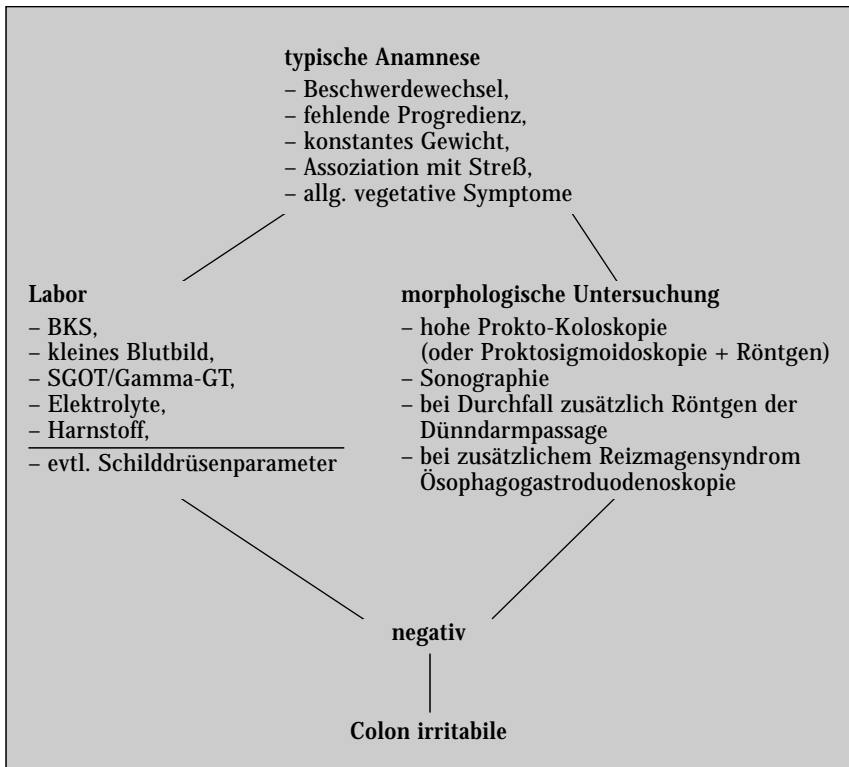 typische Anamnese
– Beschwerdewechsel,
– fehlende Progredienz,
– konstantes Gewicht,
– Assoziation mit Streß,
– allg. vegetative Symptome
Labor
– BKS,
– kleines Blutbild,
– SGOT/Gamma-GT,
– Elektrolyte,
– Harnstoff,
– evtl. Schilddrüsenparameter
morphologische Untersuchung
– hohe Prokto-Koloskopie
(oder Proktosigmoidoskopie + Röntgen)
– Sonographie
– bei Durchfall zusätzlich Röntgen der
Dünndarmpassage
– bei zusätzlichem Reizmagensyndrom
Ösophagogastroduodenoskopie
negativ
Colon irritabile